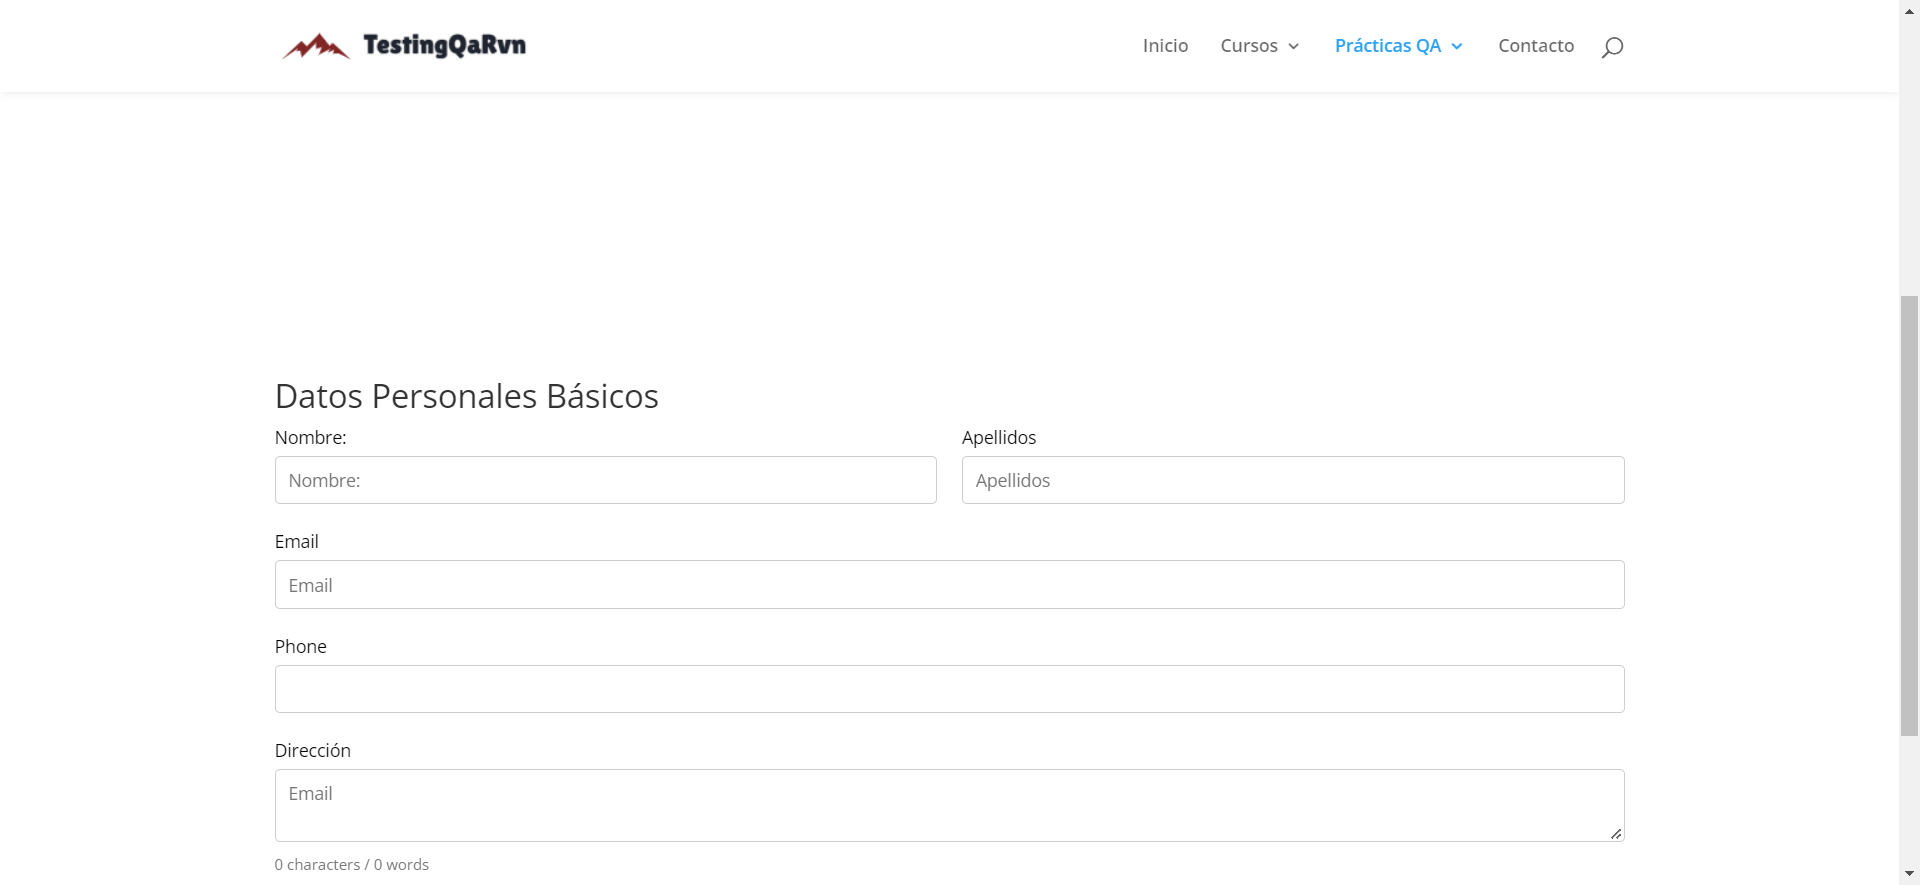 TestingQaRvn
Inicio Cursos Prácticas QA Contacto
Datos Personales Básicos
Nombre: Apellidos
Nombre: Apellidos
Email
Email
Phone
Dirección
Email
0 characters / 0 words